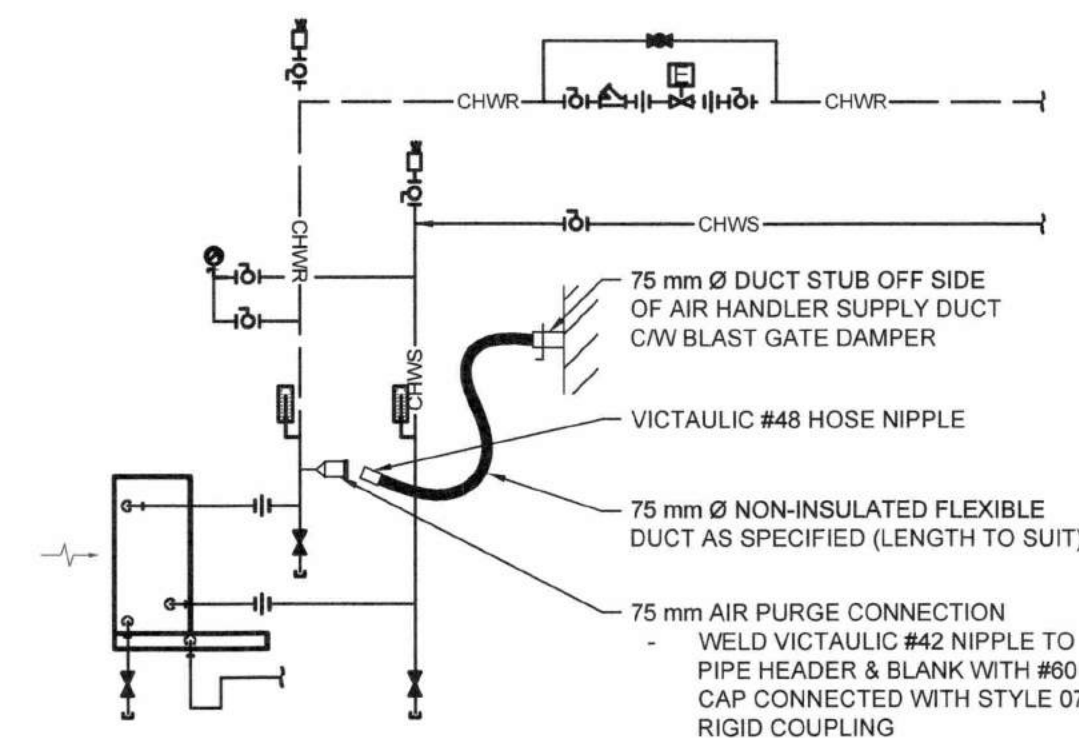 CHWR
CHWR
CHWR
CHWS
CHWS
75 mm Ø DUCT STUB OFF SIDE
OF AIR HANDLER SUPPLY DUCT
C/W BLAST GATE DAMPER
VICTAULIC #48 HOSE NIPPLE
75 mm Ø NON-INSULATED FLEXIBLE
DUCT AS SPECIFIED (LENGTH TO SUIT)
75 mm AIR PURGE CONNECTION
- WELD VICTAULIC #42 NIPPLE TO
PIPE HEADER & BLANK WITH #60
CAP CONNECTED WITH STYLE 07
RIGID COUPLING